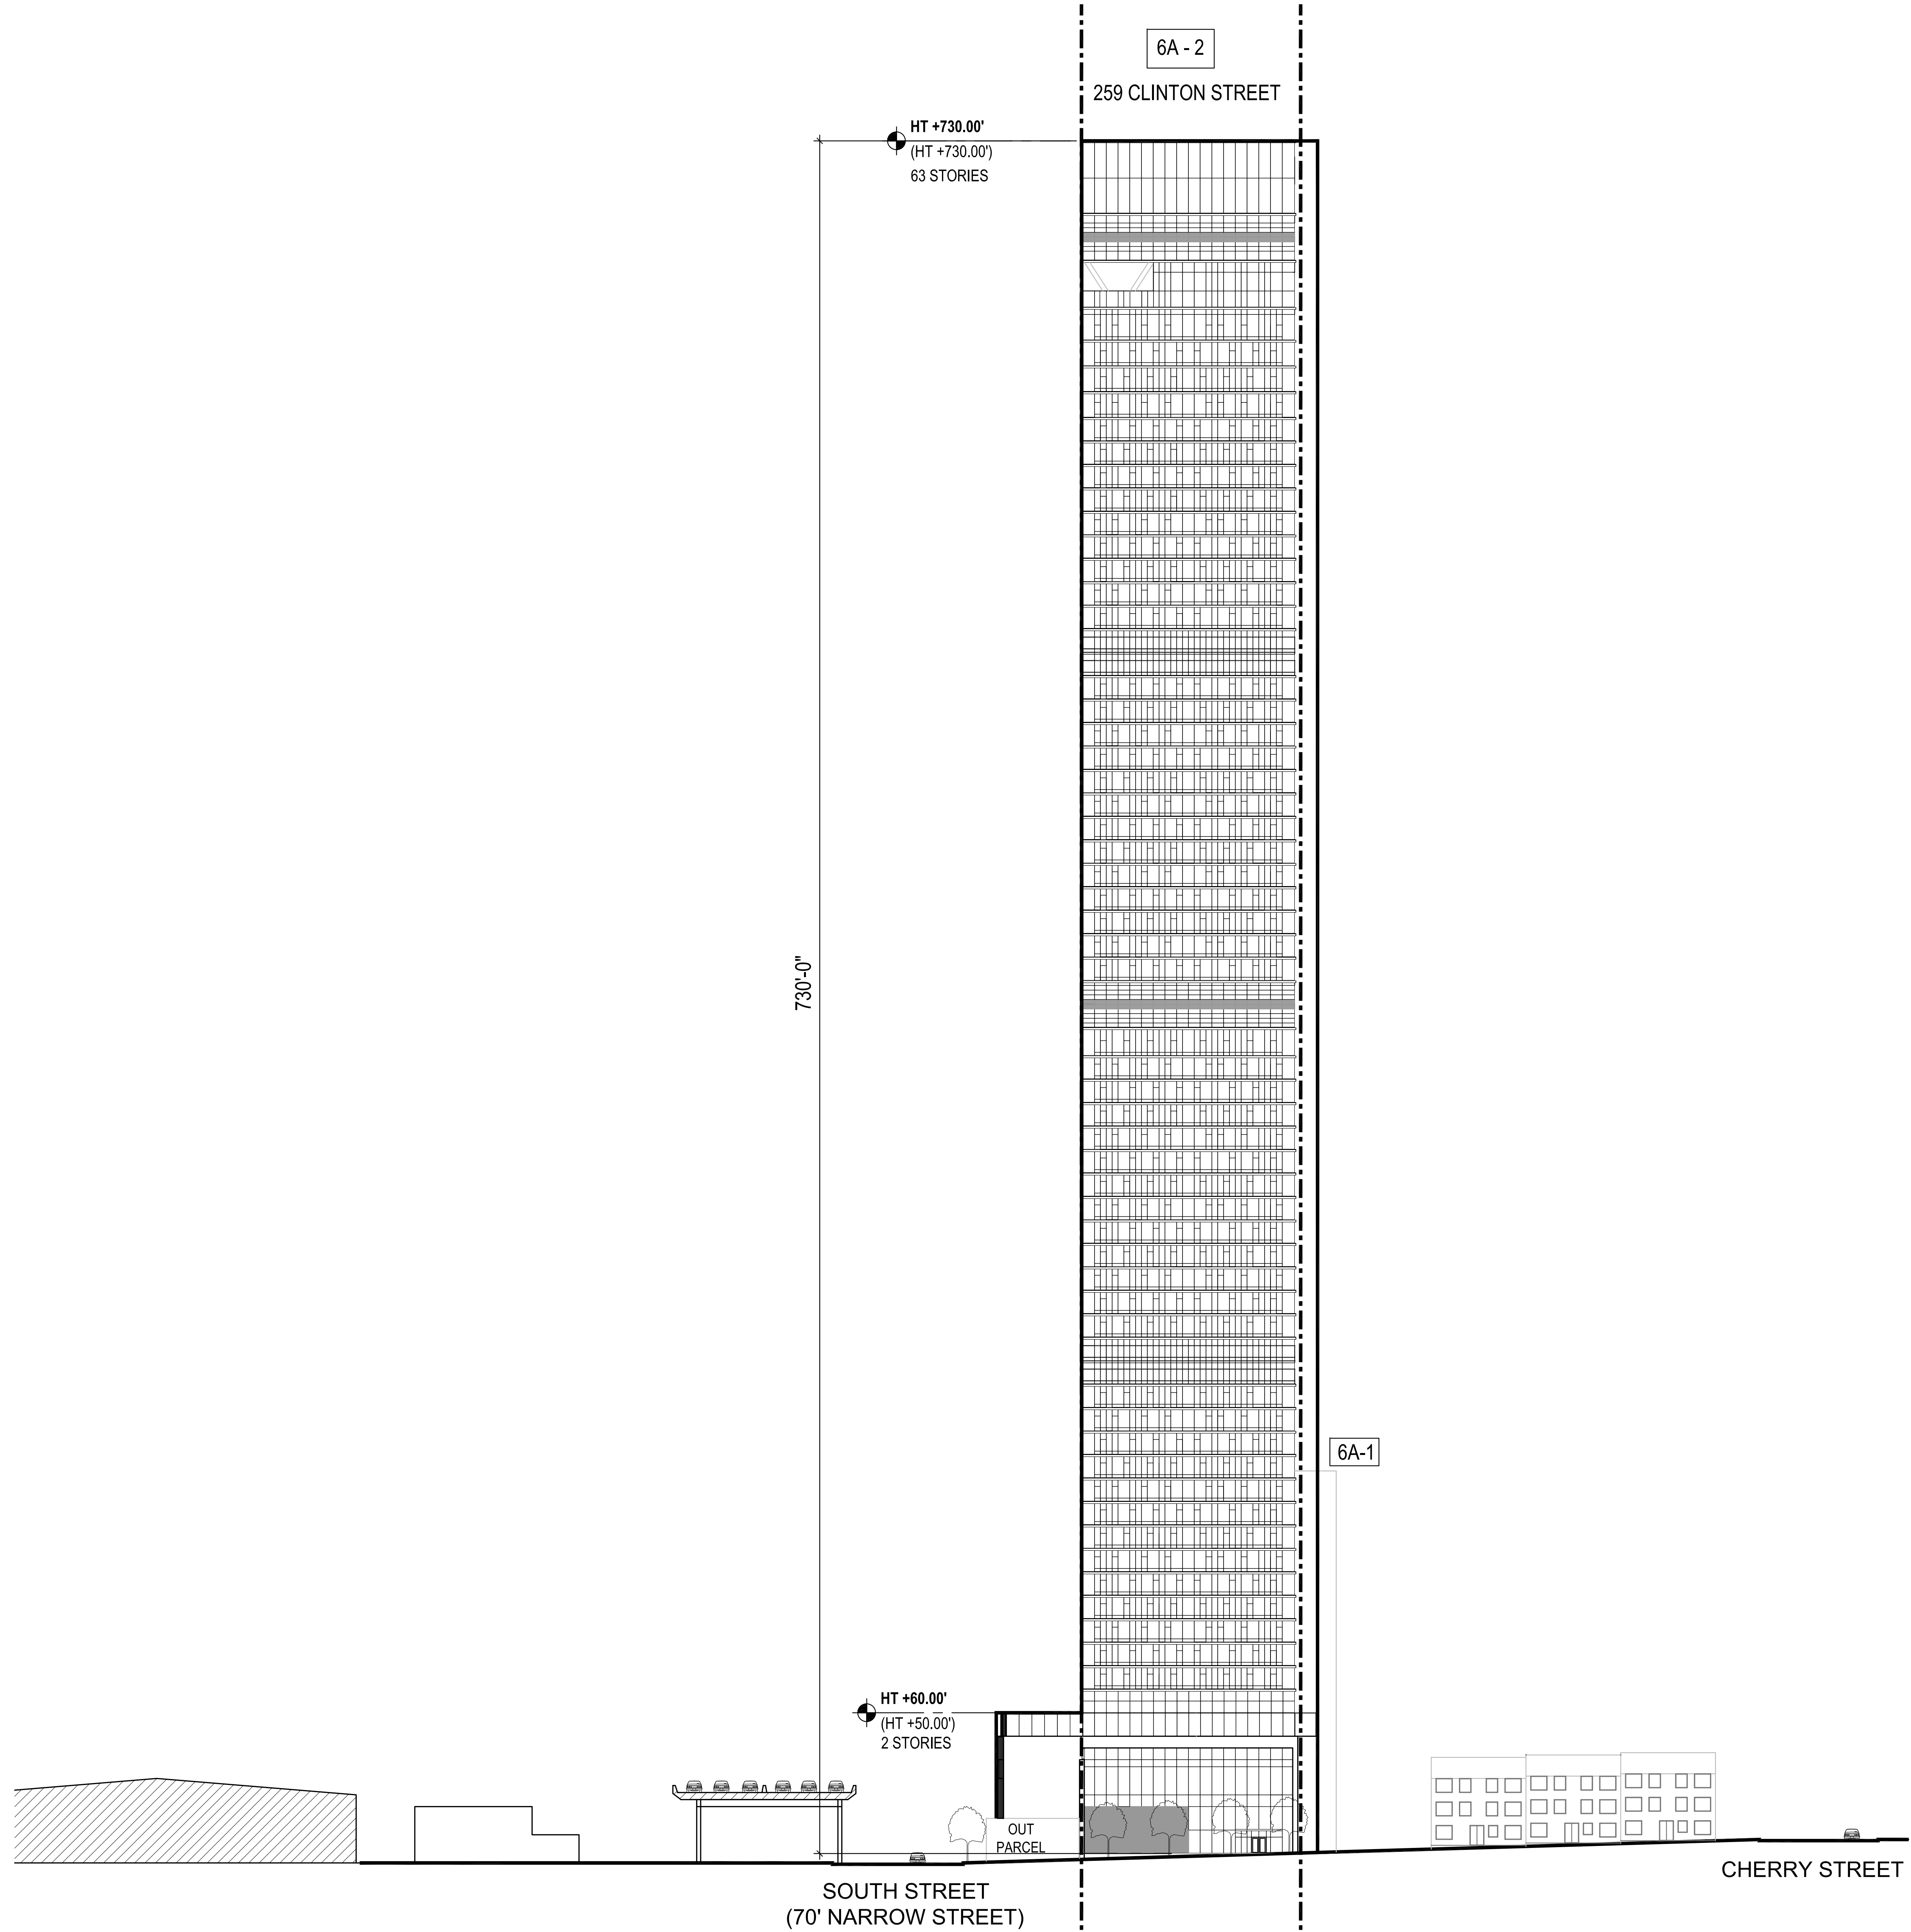 6A - 2
259 CLINTON STREET
HT +730.00'
(HT +730.00')
63 STORIES
730'-0"
6A-1
HT +60.00'
(HT +50.00')
2 STORIES
OUT
PARCEL
CHERRY STREET
SOUTH STREET
(70' NARROW STREET)